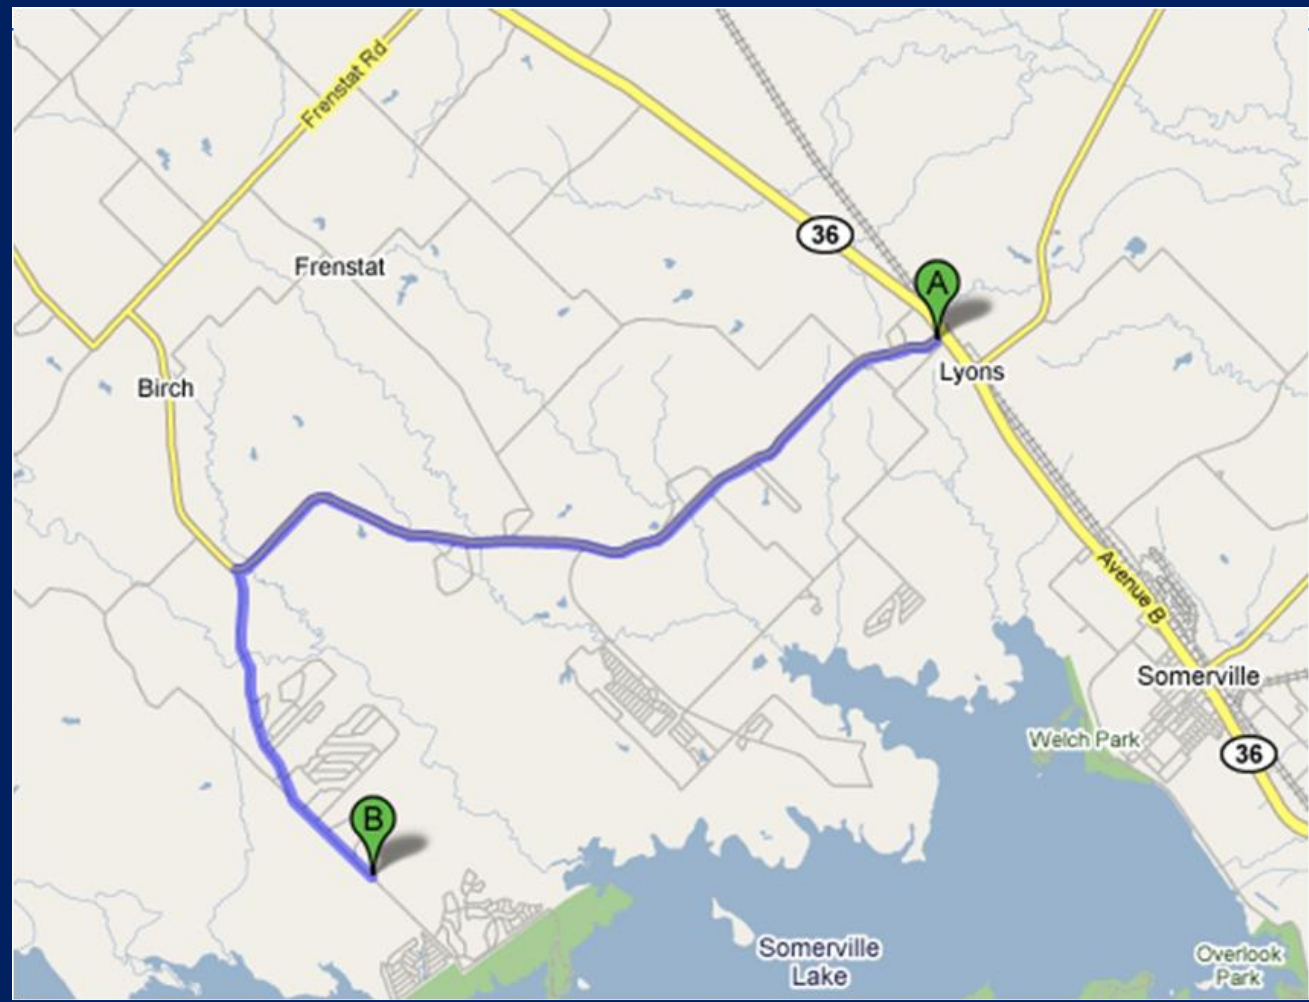 Frenstat Rd
36
Frenstat
A
Lyons
Birch
Avenue B
Somerville
Welch Park
36
B
Somerville
Lake
Overlook
Park